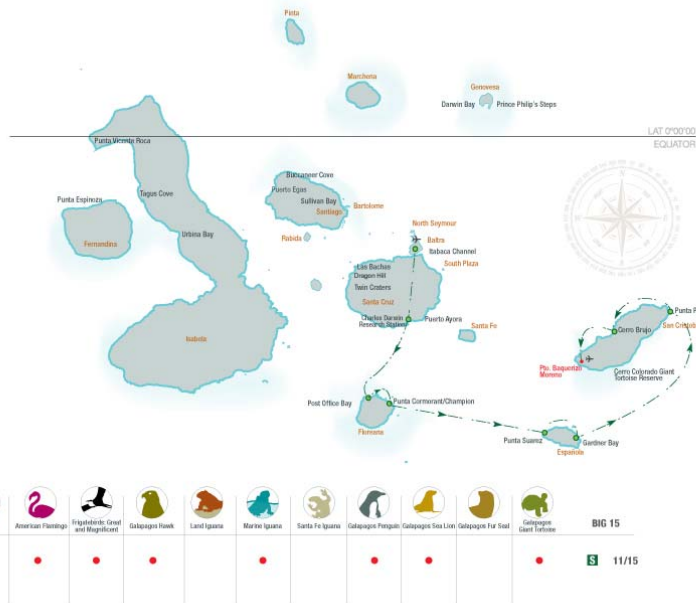 Pinta
Marchena
Genovesa
Darwin Bay
Prince Philip's Steps
LAT 0°00'00
EQUATOR
Punta Vicente Roca
Buccaneer Cove
Puerto Egas
Tagus Cove
Sullivan Bay
Santiago
Bartolome
Punta Espinoza
Urbina Bay
Fernandina
Rabida
North Seymour
Baltra
Itabaca Channel
South Plaza
Las Bachas
Dragon Hill
Twin Craters
Santa Cruz
Charles Darwin
Research Station
Puerto Ayora
Santa Fe
Isabela
Punta P
San Cristób
Cerro Brujo
Pto. Baquerizo
Moreno
Cerro Colorado Giant
Tortoise Reserve
Post Office Bay
Punta Cormorant/Champion
Floreana
Punta Suarez
Gardner Bay
Española
American Flamingo
Frigatebirds: Great
and Magnificent
Galapagos Hawk
Land Iguana
Marine Iguana
Santa Fe Iguana
Galapagos Penguin
Galapagos Sea Lion
Galapagos Fur Seal
Galapagos
Giant Tortoise
BIG 15
S 11/15